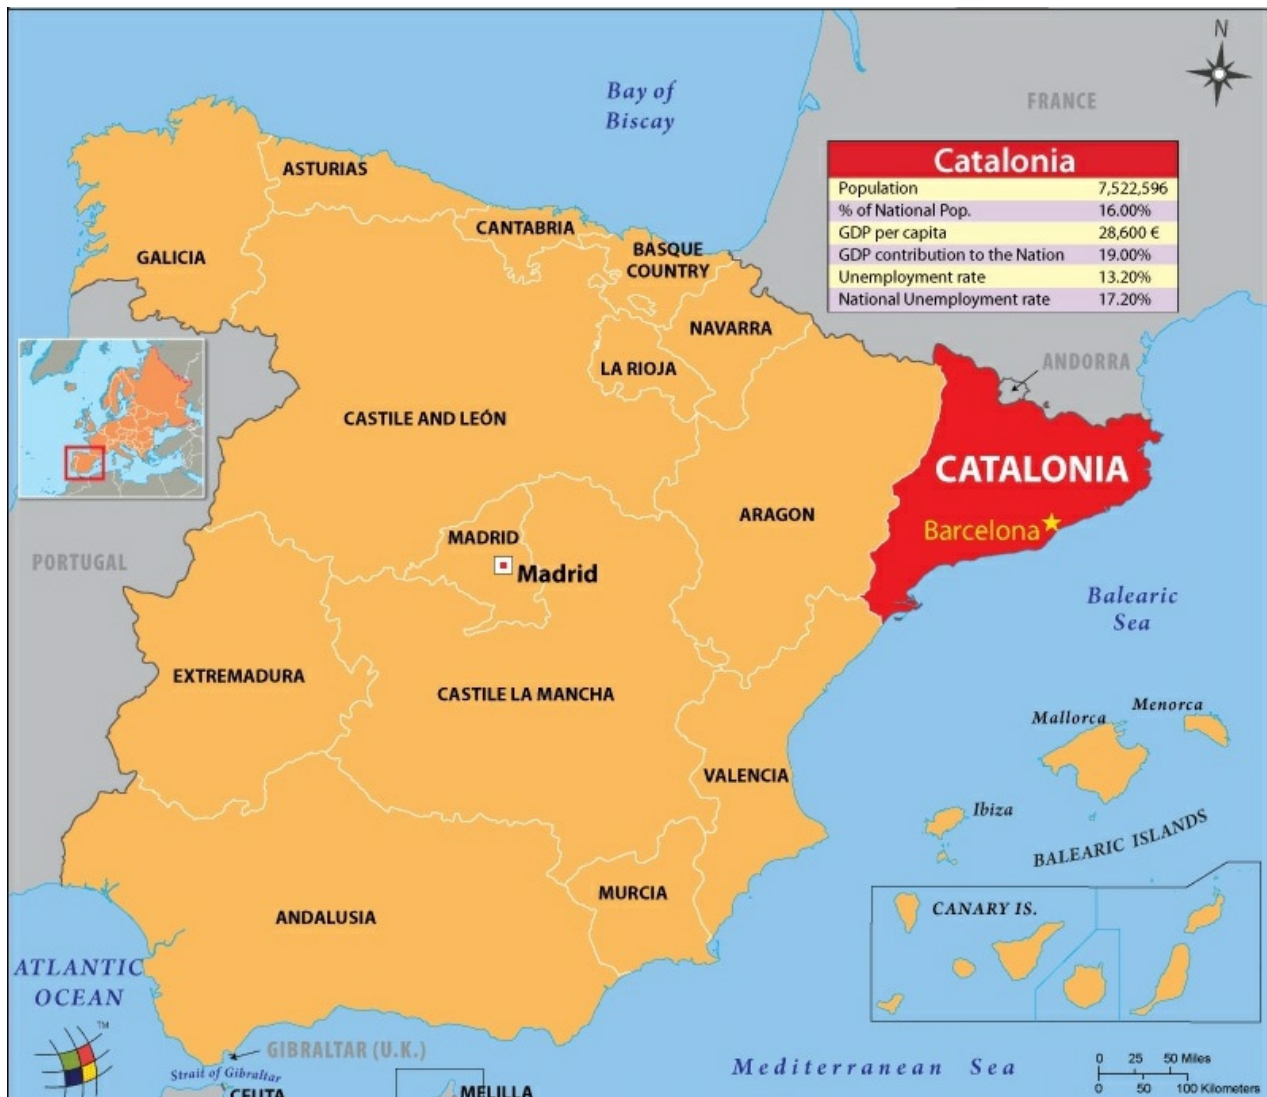 N
Bay of
Biscay
FRANCE
Catalonia
Population 7,522,596
% of National Pop. 16.00%
GDP per capita 28,600 €
GDP contribution to the Nation 19.00%
Unemployment rate 13.20%
National Unemployment rate 17.20%
ASTURIAS
CANTABRIA
BASQUE
COUNTRY
GALICIA
NAVARRA
LA RIOJA
ANDORRA
CASTILE AND LEÓN
CATALONIA
ARAGON
Barcelona
MADRID
Madrid
PORTUGAL
Balearic
Sea
EXTREMADURA
CASTILE LA MANCHA
Mallorca
Menorca
VALENCIA
Ibiza
BALEARIC ISLANDS
MURCIA
ANDALUSIA
CANARY IS.
ATLANTIC
OCEAN
TM
GIBRALTAR (U.K.)
Strait of Gibraltar
CEUTA
MELILLA
Mediterranean Sea
0 25 50 Miles
0 50 100 Kilometers